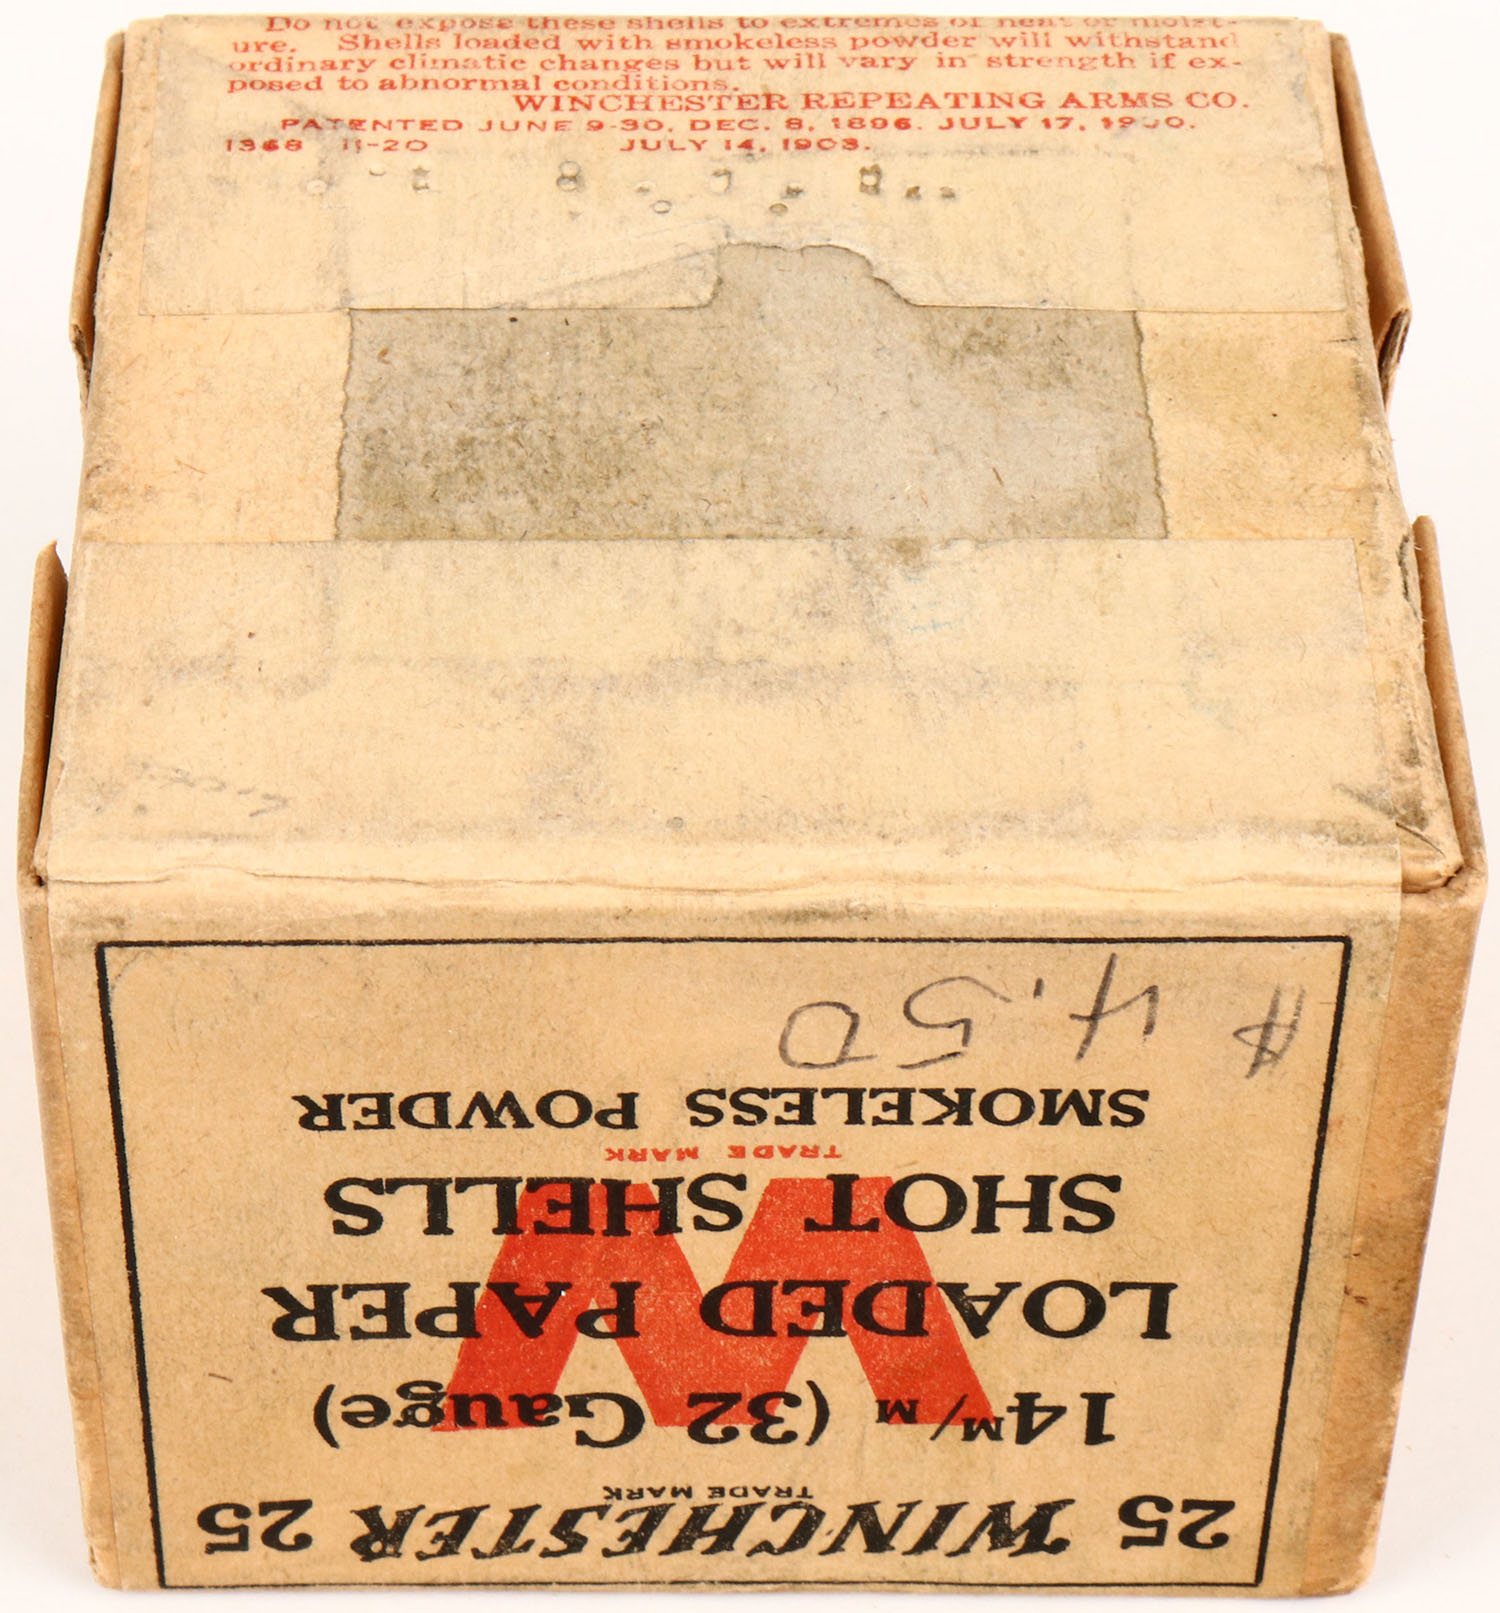 Do not expose these shells to extremes of heat or moist-
ure. Shells loaded with smokeless powder will withstand
ordinary climatic changes but will vary in strength if ex-
posed to abnormal conditions.
WINCHESTER REPEATING ARMS CO.
PATENTED JUNE 9-30, DEC. 8, 1896. JULY 17, 1900.
1368 11-20 JULY 14, 1903.
25 WINCHESTER 25
TRADE MARK
14 M/M (32 Gauge)
LOADED PAPER
SHOT SHELLS
TRADE MARK
SMOKELESS POWDER
$ 4.50
W